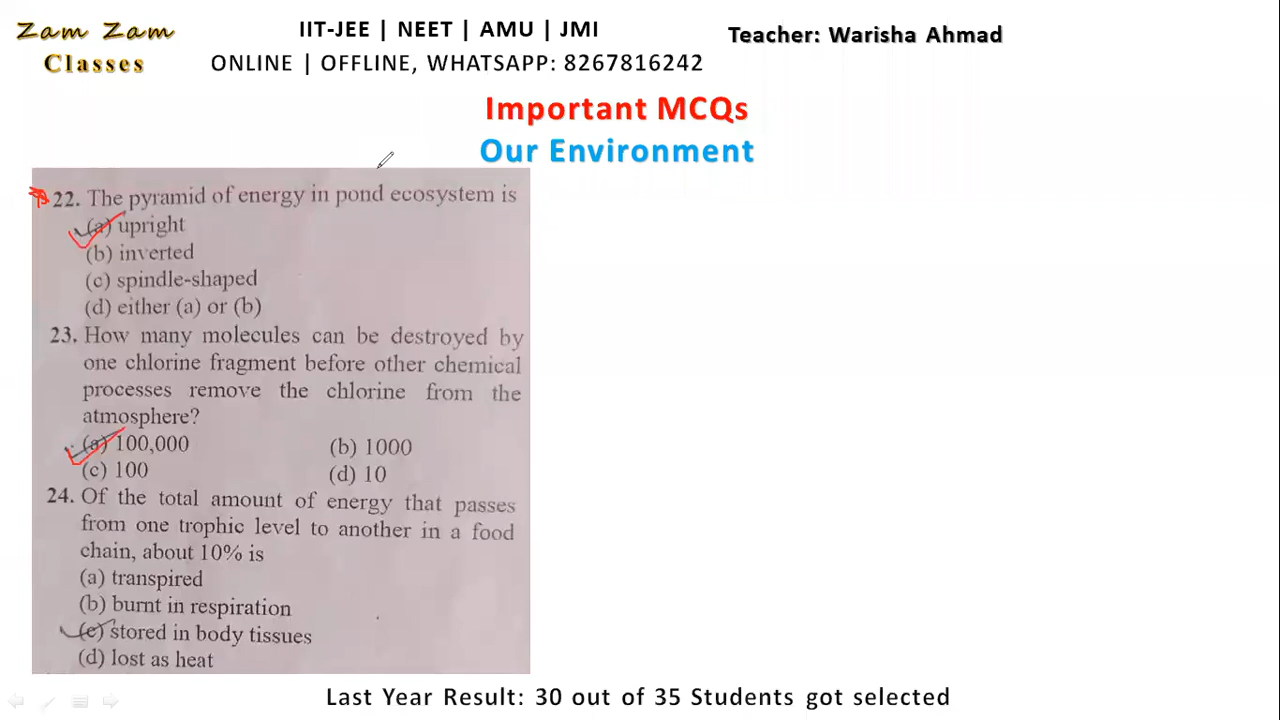 Zam Zam
Classes
IIT-JEE | NEET | AMU | JMI
ONLINE | OFFLINE, WHATSAPP: 8267816242
Teacher: Warisha Ahmad
Important MCQs
Our Environment
22. The pyramid of energy in pond ecosystem is
(a) upright
(b) inverted
(c) spindle-shaped
(d) either (a) or (b)
23. How many molecules can be destroyed by
one chlorine fragment before other chemical
processes remove the chlorine from the
atmosphere?
(a) 100,000 (b) 1000
(c) 100 (d) 10
24. Of the total amount of energy that passes
from one trophic level to another in a food
chain, about 10% is
(a) transpired
(b) burnt in respiration
(c) stored in body tissues
(d) lost as heat
Last Year Result: 30 out of 35 Students got selected